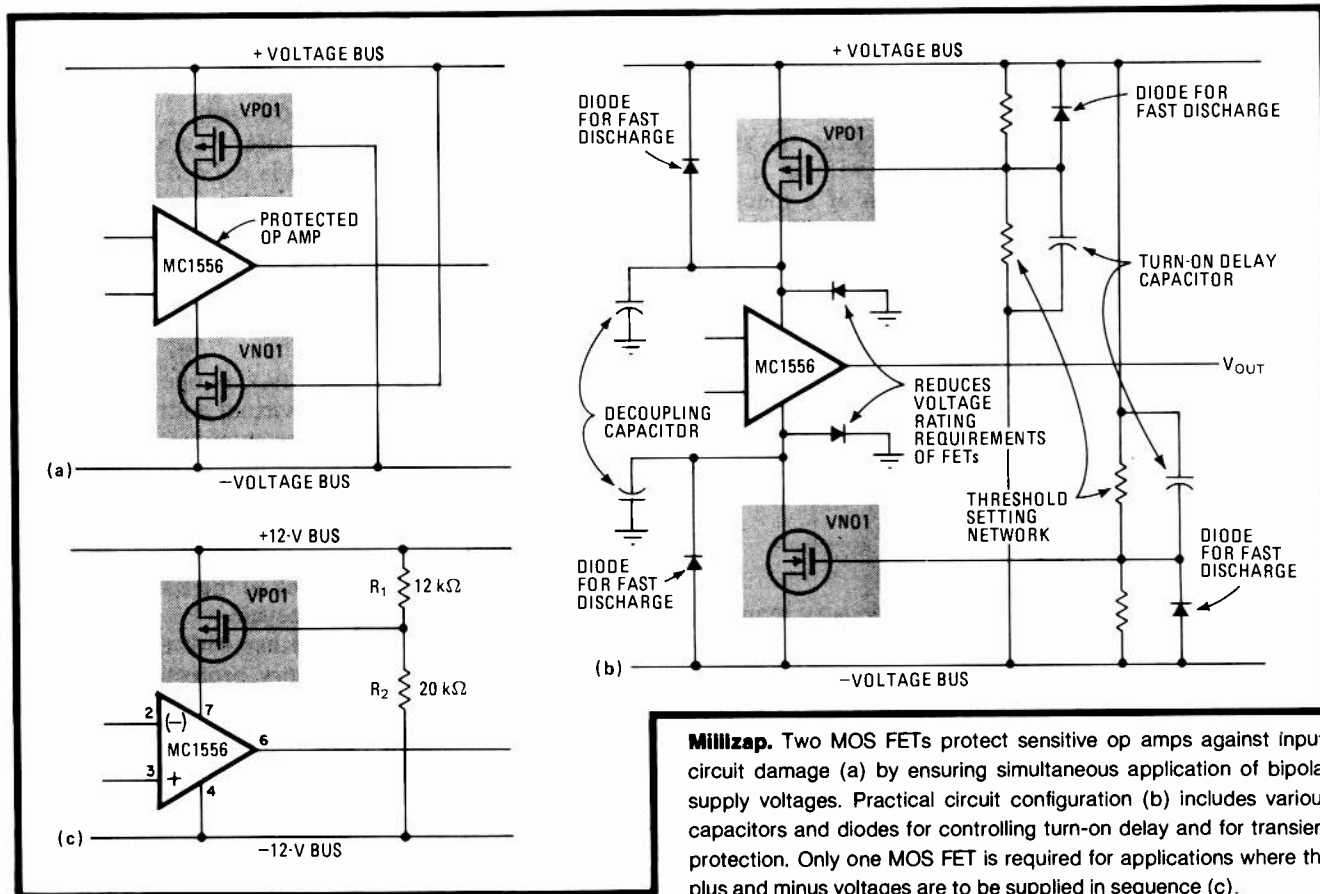 + VOLTAGE BUS
VP01
PROTECTED
OP AMP
MC1556
VN01
(a)
−VOLTAGE BUS
+12-V BUS
VP01
R1
12 kΩ
R2
20 kΩ
2
(−)
7
MC1556
6
3
+
4
(c)
−12-V BUS
+ VOLTAGE BUS
DIODE
FOR FAST
DISCHARGE
VP01
DIODE FOR
FAST DISCHARGE
TURN-ON DELAY
CAPACITOR
MC1556
VOUT
DECOUPLING
CAPACITOR
REDUCES
VOLTAGE
RATING
REQUIREMENTS
OF FETs
THRESHOLD
SETTING
NETWORK
VN01
DIODE
FOR FAST
DISCHARGE
DIODE
FOR FAST
DISCHARGE
(b)
−VOLTAGE BUS
Millizap. Two MOS FETs protect sensitive op amps against input
circuit damage (a) by ensuring simultaneous application of bipola
supply voltages. Practical circuit configuration (b) includes variou
capacitors and diodes for controlling turn-on delay and for transien
protection. Only one MOS FET is required for applications where th
plus and minus voltages are to be supplied in sequence (c).